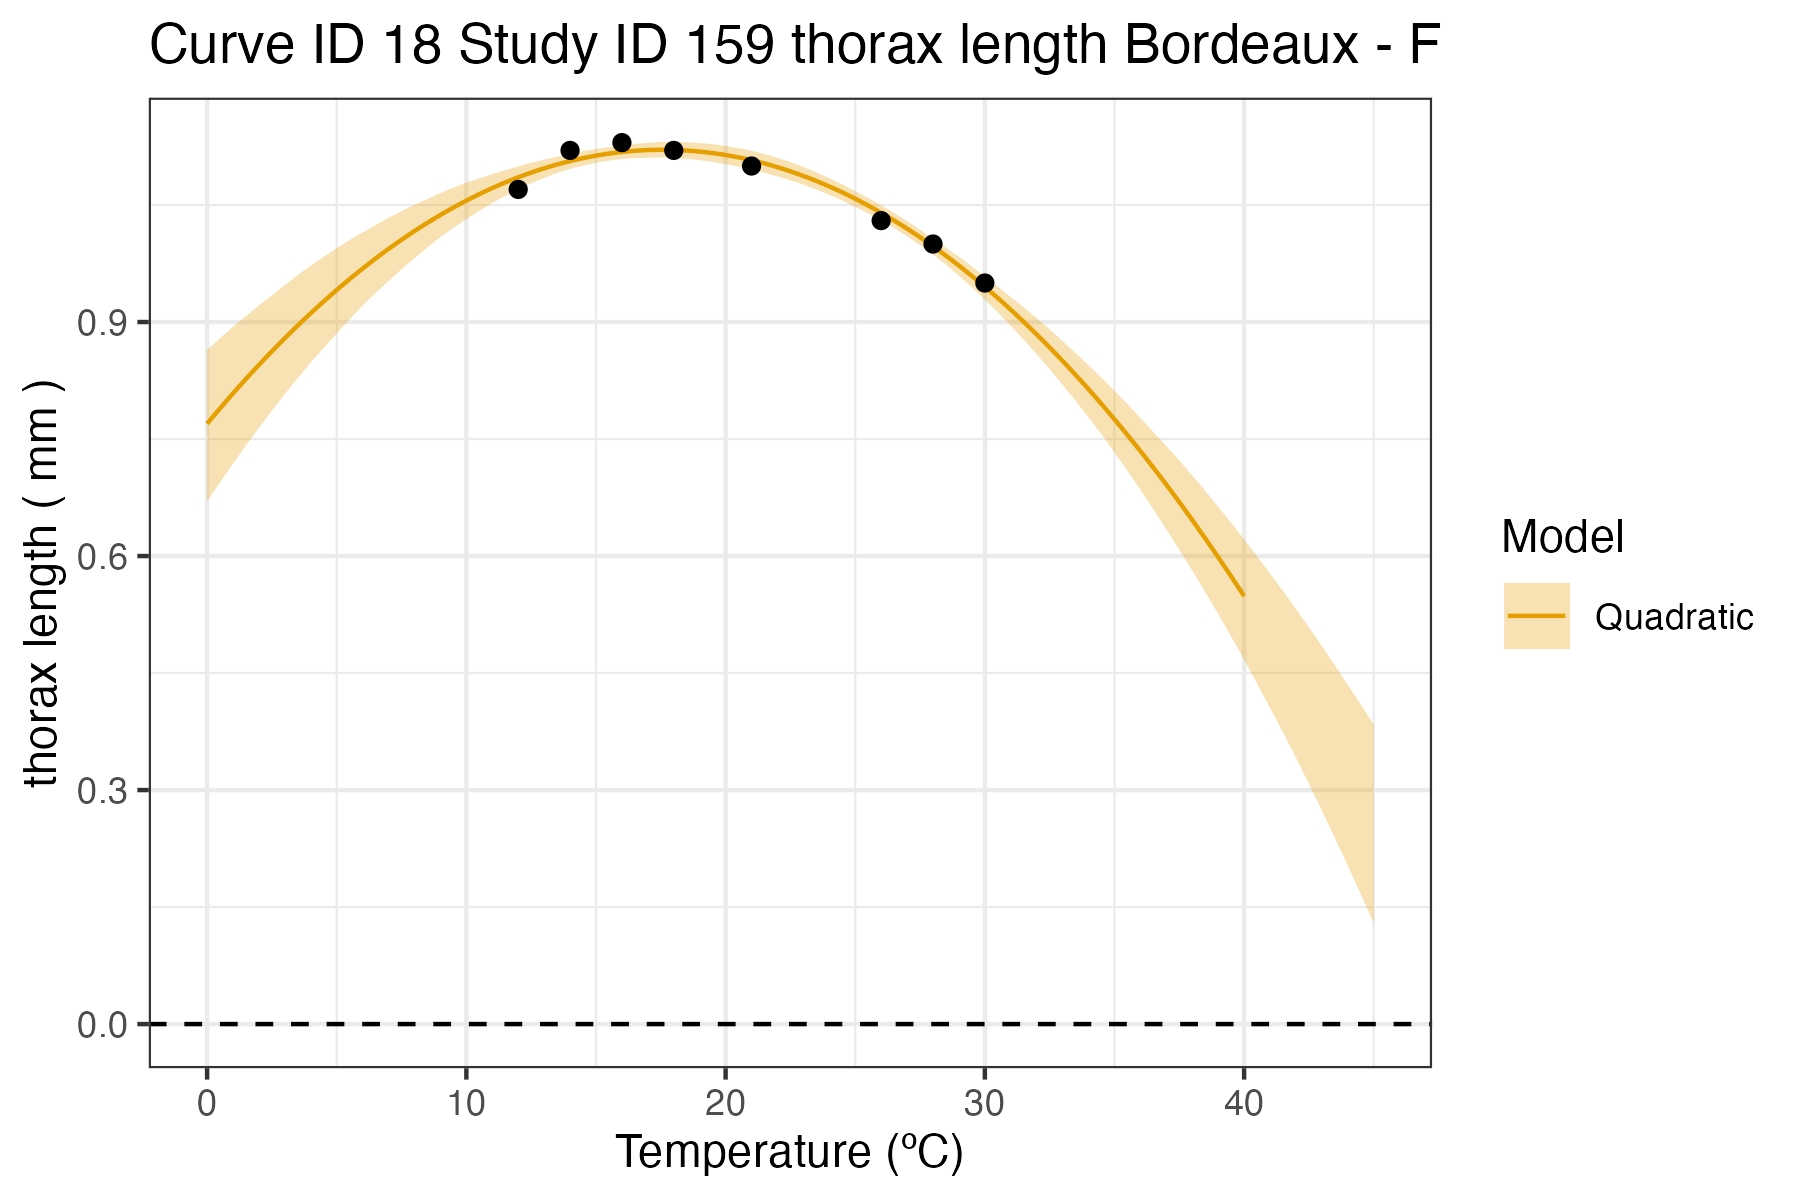 Curve ID 18 Study ID 159 thorax length Bordeaux - F
thorax length ( mm )
0.9
0.6
0.3
0.0
0 10 20 30 40
Temperature (ºC)
Model
Quadratic